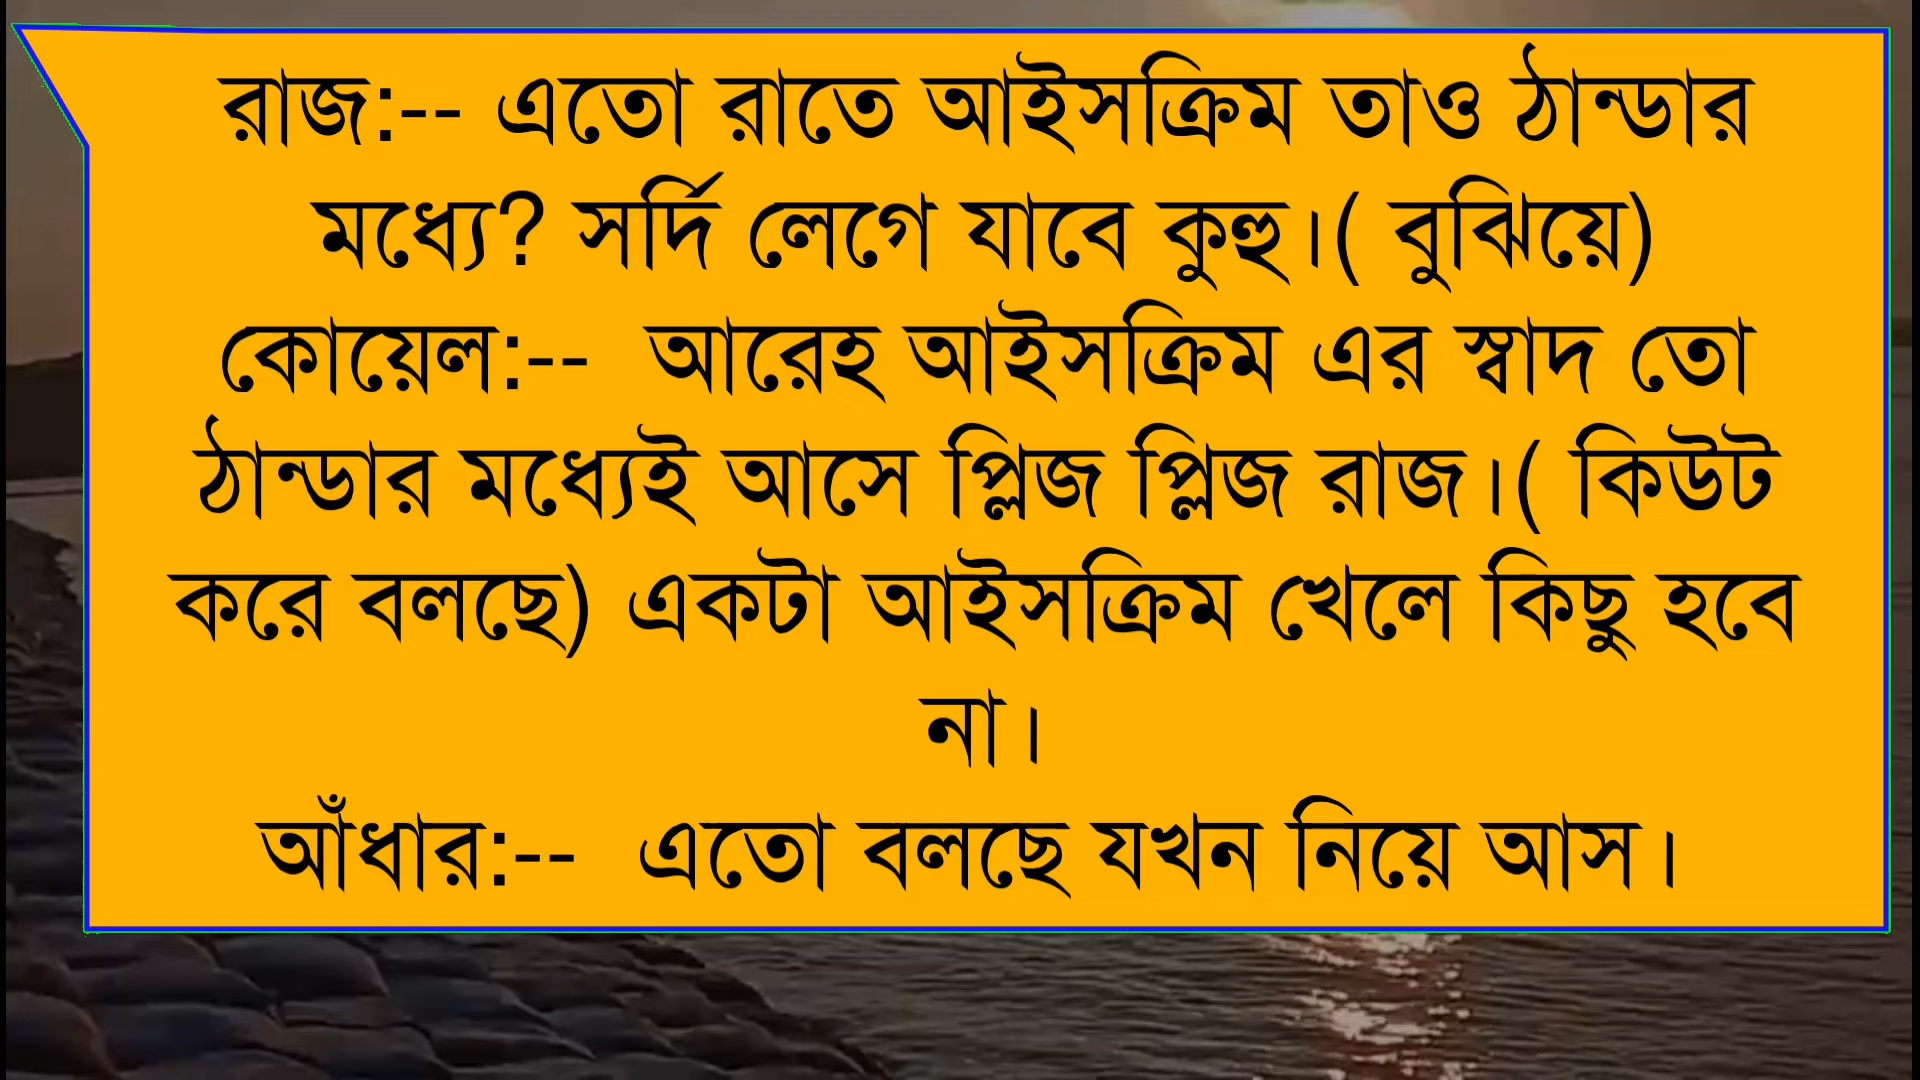 রাজ:-- এতো রাতে আইসক্রিম তাও ঠান্ডার
মধ্যে? সর্দি লেগে যাবে কুহু।( বুঝিয়ে)
কোয়েল:-- আরেহ আইসক্রিম এর স্বাদ তো
ঠান্ডার মধ্যেই আসে প্লিজ প্লিজ রাজ।( কিউট
করে বলছে) একটা আইসক্রিম খেলে কিছু হবে
না।
আঁধার:-- এতো বলছে যখন নিয়ে আস।